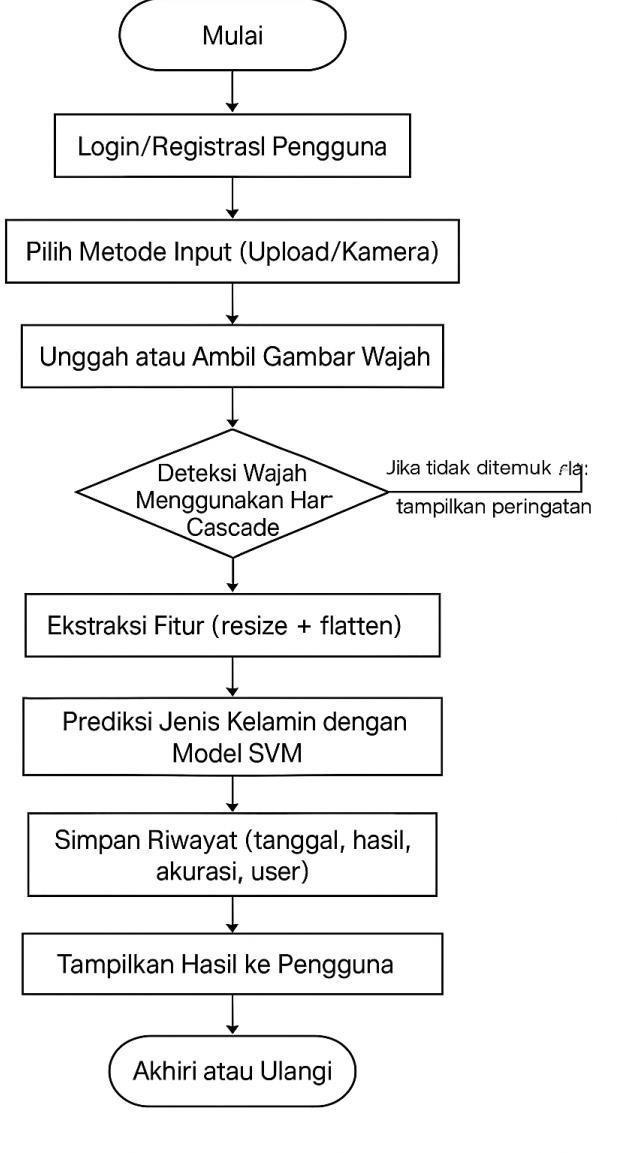 Mulai
Login/Registrasl Pengguna
Pilih Metode Input (Upload/Kamera)
Unggah atau Ambil Gambar Wajah
Deteksi Wajah
Menggunakan Har
Cascade
Jika tidak ditemuk
tampilkan peringatan
Ekstraksi Fitur (resize + flatten)
Prediksi Jenis Kelamin dengan
Model SVM
Simpan Riwayat (tanggal, hasil,
akurasi, user)
Tampilkan Hasil ke Pengguna
Akhiri atau Ulangi